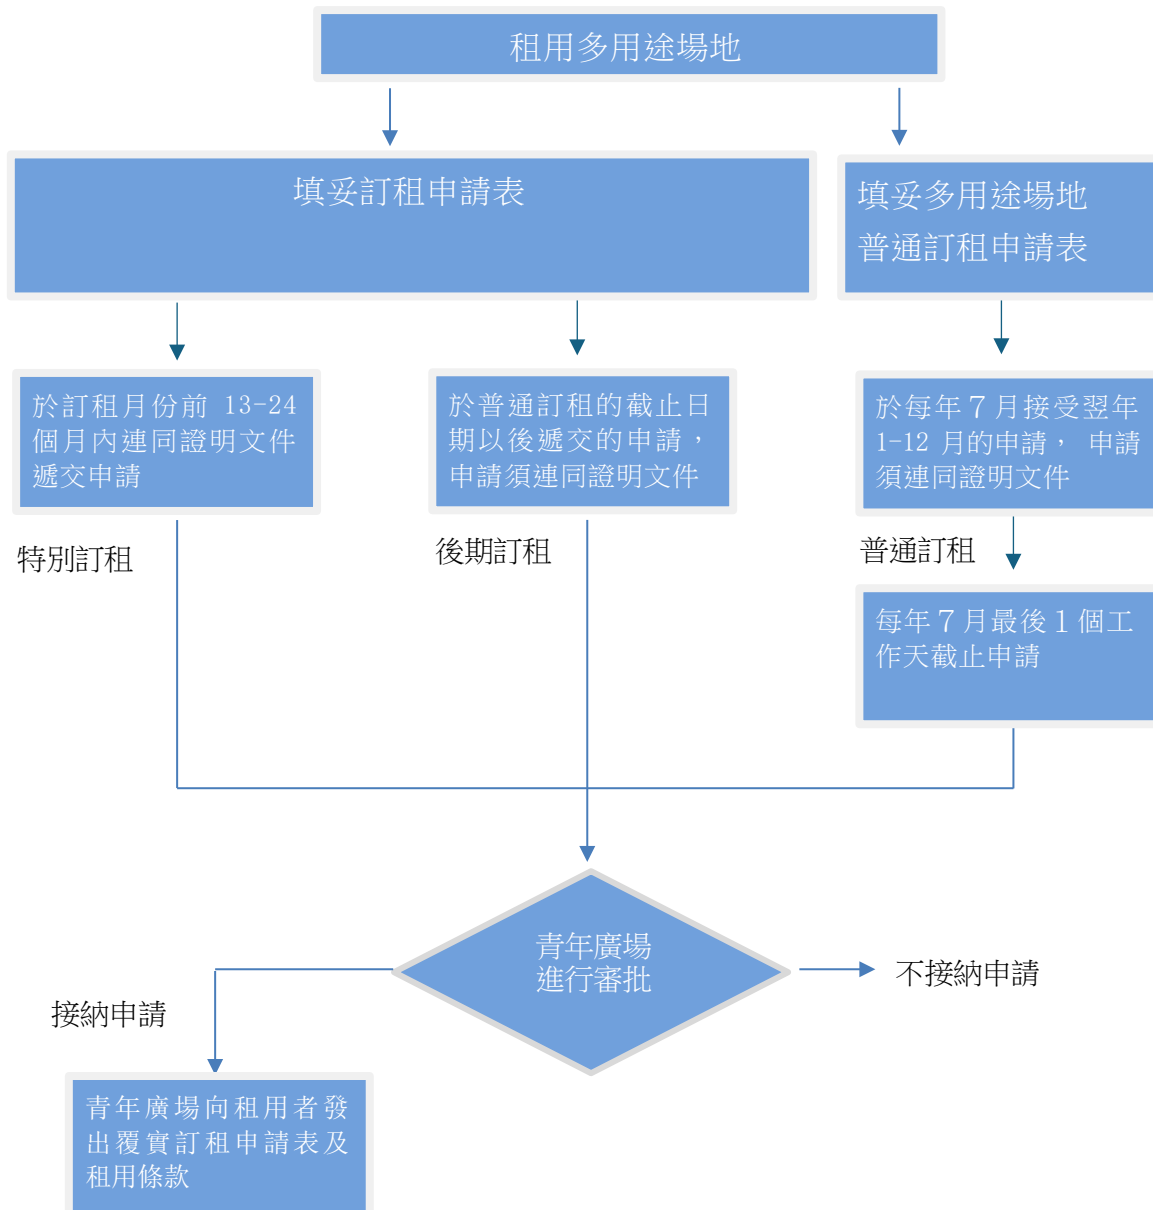 租用多用途場地
填妥訂租申請表
填妥多用途場地
普通訂租申請表
於訂租月份前 13-24
個月內連同證明文件
遞交申請
於普通訂租的截止日
期以後遞交的申請，
申請須連同證明文件
於每年７月接受翌年
1-12 月的申請， 申請
須連同證明文件
特別訂租
後期訂租
普通訂租
每年７月最後１個工
作天截止申請
青年廣場
進行審批
不接納申請
接納申請
青年廣場向租用者發
出覆實訂租申請表及
租用條款